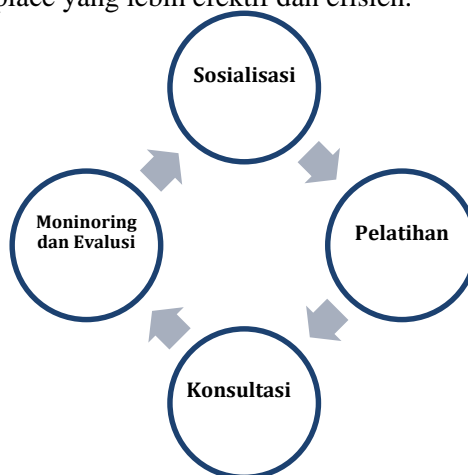 place yang lebih efektif dan efisien.
Sosialisasi
Pelatihan
Konsultasi
Moninoring
dan Evalusi